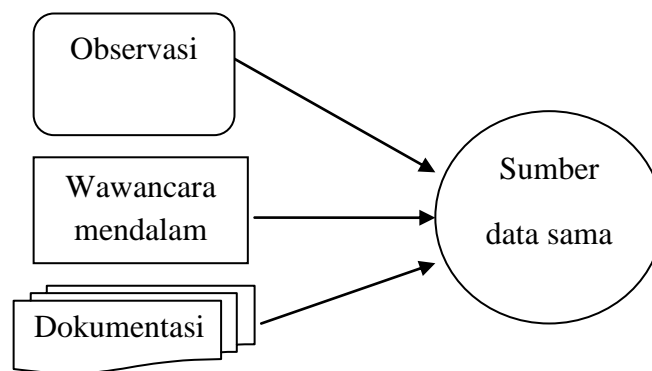 Observasi
Wawancara
mendalam
Dokumentasi
Sumber
data sama